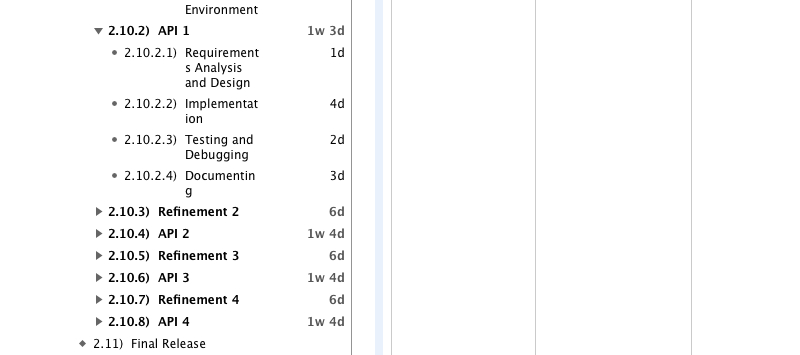 Environment
2.10.2) API 1 1w 3d
2.10.2.1) Requirement 1d
s Analysis
and Design
2.10.2.2) Implementat 4d
ion
2.10.2.3) Testing and 2d
Debugging
2.10.2.4) Documentin 3d
g
2.10.3) Refinement 2 6d
2.10.4) API 2 1w 4d
2.10.5) Refinement 3 6d
2.10.6) API 3 1w 4d
2.10.7) Refinement 4 6d
2.10.8) API 4 1w 4d
2.11) Final Release